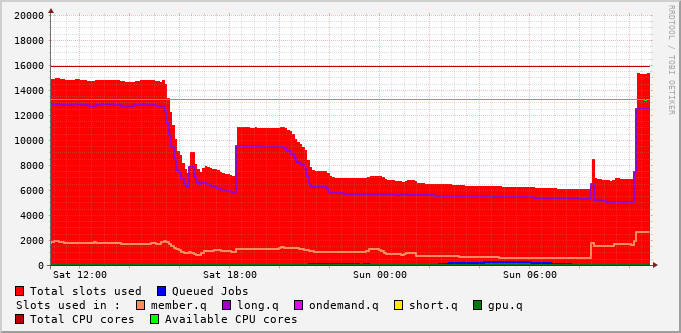 20000
18000
16000
14000
12000
10000
8000
6000
4000
2000
0
Sat 12:00 Sat 18:00 Sun 00:00 Sun 06:00
RRDTOOL / TOBI OETIKER
Total slots used Queued Jobs
Slots used in : member.q long.q ondemand.q short.q gpu.q
Total CPU cores Available CPU cores